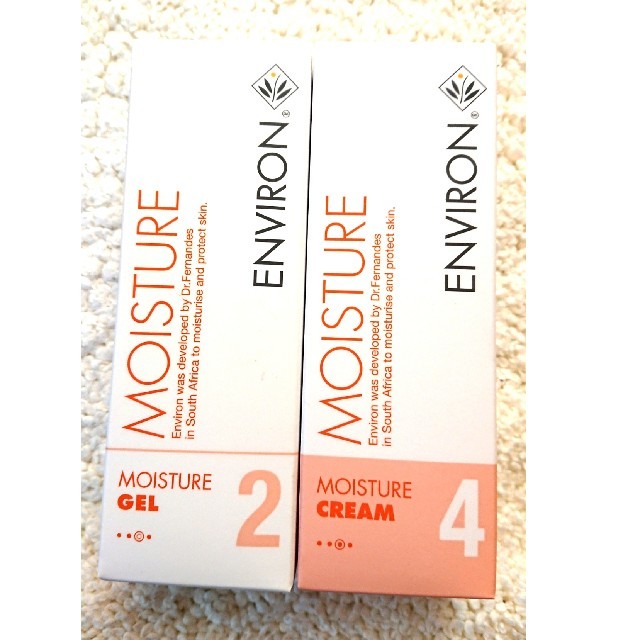 ENVIRON®
MOISTURE
Environ was developed by Dr.Fernandes
in South Africa to moisturise and protect skin.
MOISTURE
GEL
2
ENVIRON®
MOISTURE
Environ was developed by Dr.Fernandes
in South Africa to moisturise and protect skin.
MOISTURE
CREAM
4